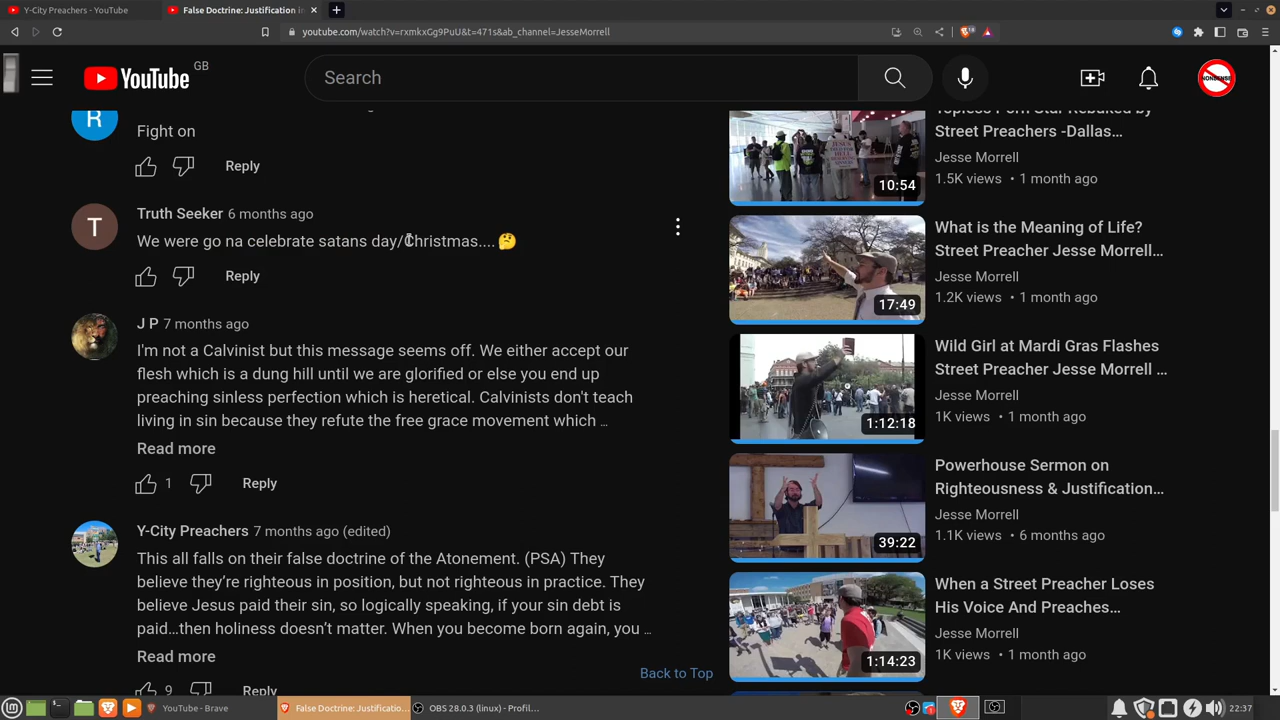 Y-City Preachers - YouTube
False Doctrine: Justification in
youtube.com/watch?v=rxmkxGg9PuU&t=471s&ab_channel=JesseMorrell
YouTube GB
Search
NONSENSE
R
Fight on
Reply
T
Truth Seeker 6 months ago
We were go na celebrate satans day/Christmas.... 🤔
Reply
J P 7 months ago
I'm not a Calvinist but this message seems off. We either accept our
flesh which is a dung hill until we are glorified or else you end up
preaching sinless perfection which is heretical. Calvinists don't teach
living in sin because they refute the free grace movement which ...
Read more
1 Reply
Y-City Preachers 7 months ago (edited)
This all falls on their false doctrine of the Atonement. (PSA) They
believe they're righteous in position, but not righteous in practice. They
believe Jesus paid their sin, so logically speaking, if your sin debt is
paid…then holiness doesn't matter. When you become born again, you ...
Read more
9 Reply
Back to Top
Topless Porn Star Rebuked by
Street Preachers -Dallas…
Jesse Morrell
1.5K views • 1 month ago
10:54
What is the Meaning of Life?
Street Preacher Jesse Morrell…
Jesse Morrell
1.2K views • 1 month ago
17:49
Wild Girl at Mardi Gras Flashes
Street Preacher Jesse Morrell …
Jesse Morrell
1K views • 1 month ago
1:12:18
Powerhouse Sermon on
Righteousness & Justification…
Jesse Morrell
1.1K views • 6 months ago
39:22
When a Street Preacher Loses
His Voice And Preaches…
Jesse Morrell
1K views • 1 month ago
1:14:23
YouTube - Brave
False Doctrine: Justificatio...
OBS 28.0.3 (linux) - Profil...
22:37